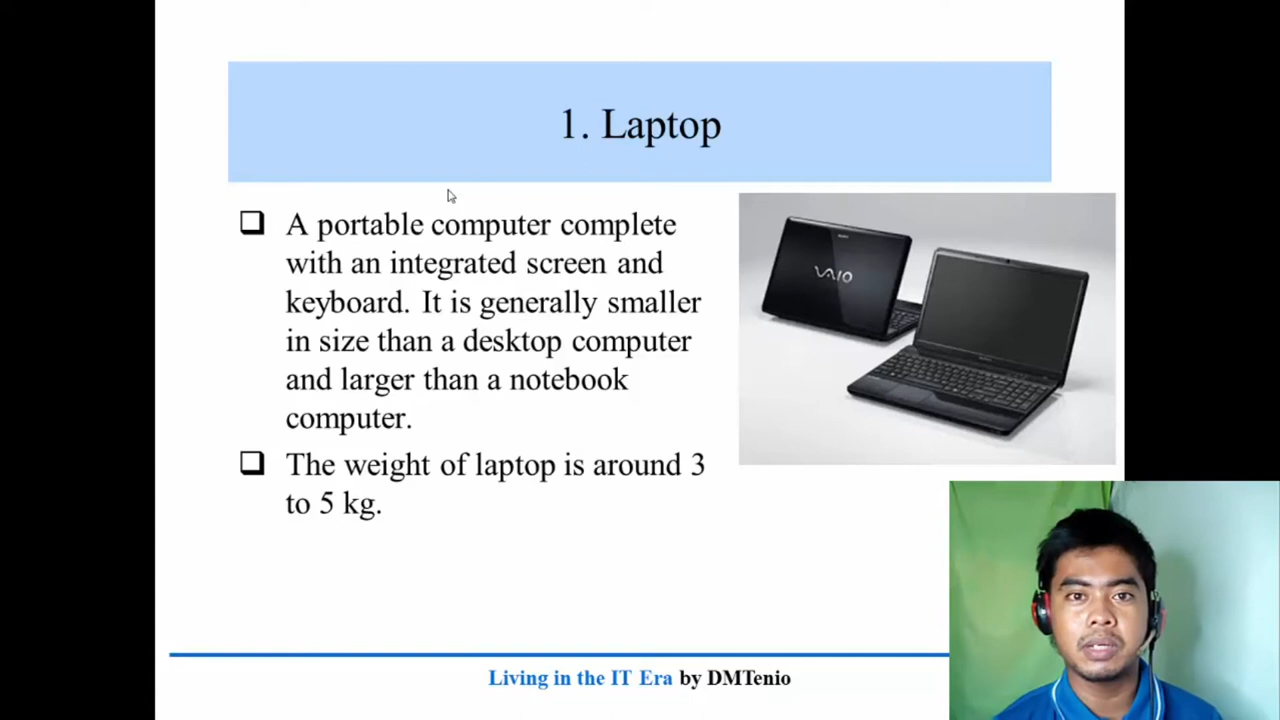 1. Laptop
A portable computer complete
with an integrated screen and
keyboard. It is generally smaller
in size than a desktop computer
and larger than a notebook
computer.
The weight of laptop is around 3
to 5 kg.
SONY
VAIO
Living in the IT Era by DMTenio